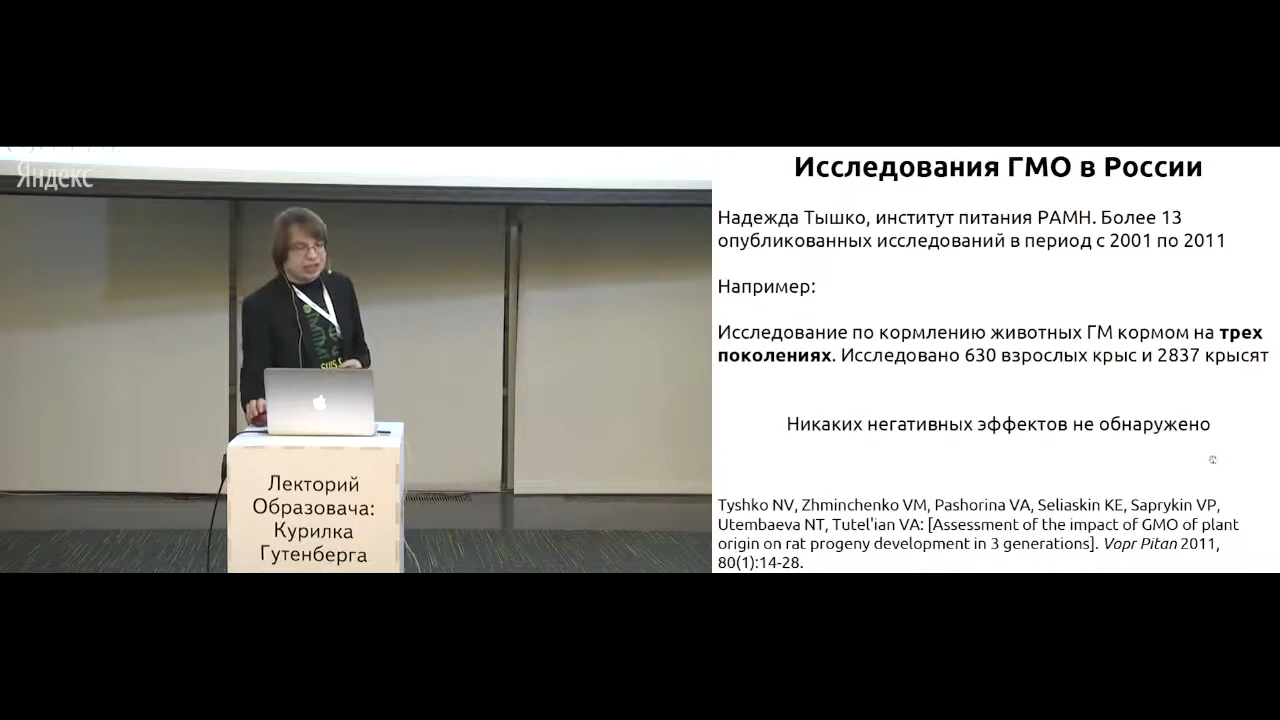 Яндекс
Лекторий
Образовача:
Курилка
Гутенберга
Исследования ГМО в России
Надежда Тышко, институт питания РАМН. Более 13
опубликованных исследований в период с 2001 по 2011
Например:
Исследование по кормлению животных ГМ кормом на трех
поколениях. Исследовано 630 взрослых крыс и 2837 крысят
Никаких негативных эффектов не обнаружено
Tyshko NV, Zhminchenko VM, Pashorina VA, Seliaskin KE, Saprykin VP,
Utembaeva NT, Tutel'ian VA: [Assessment of the impact of GMO of plant
origin on rat progeny development in 3 generations]. Vopr Pitan 2011,
80(1):14-28.